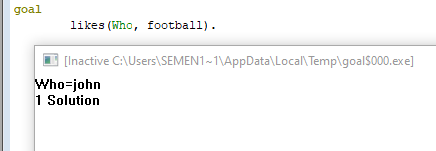 goal
likes(Who, football).
[Inactive C:\Users\SEMEN1~1\AppData\Local\Temp\goal$000.exe]
Who=john
1 Solution